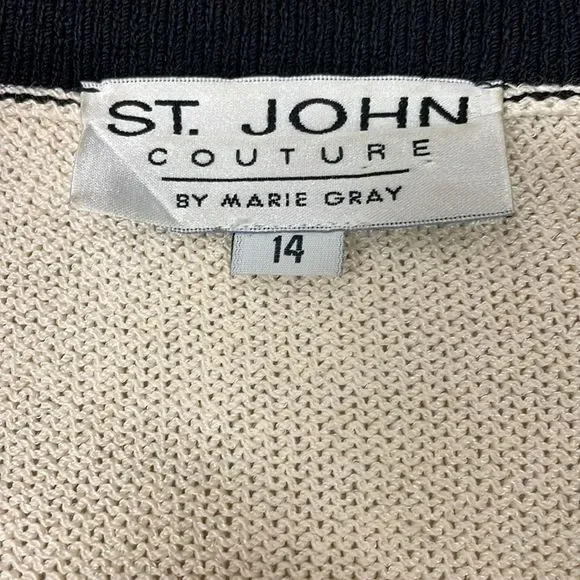 ST. JOHN
COUTURE
BY MARIE GRAY
14